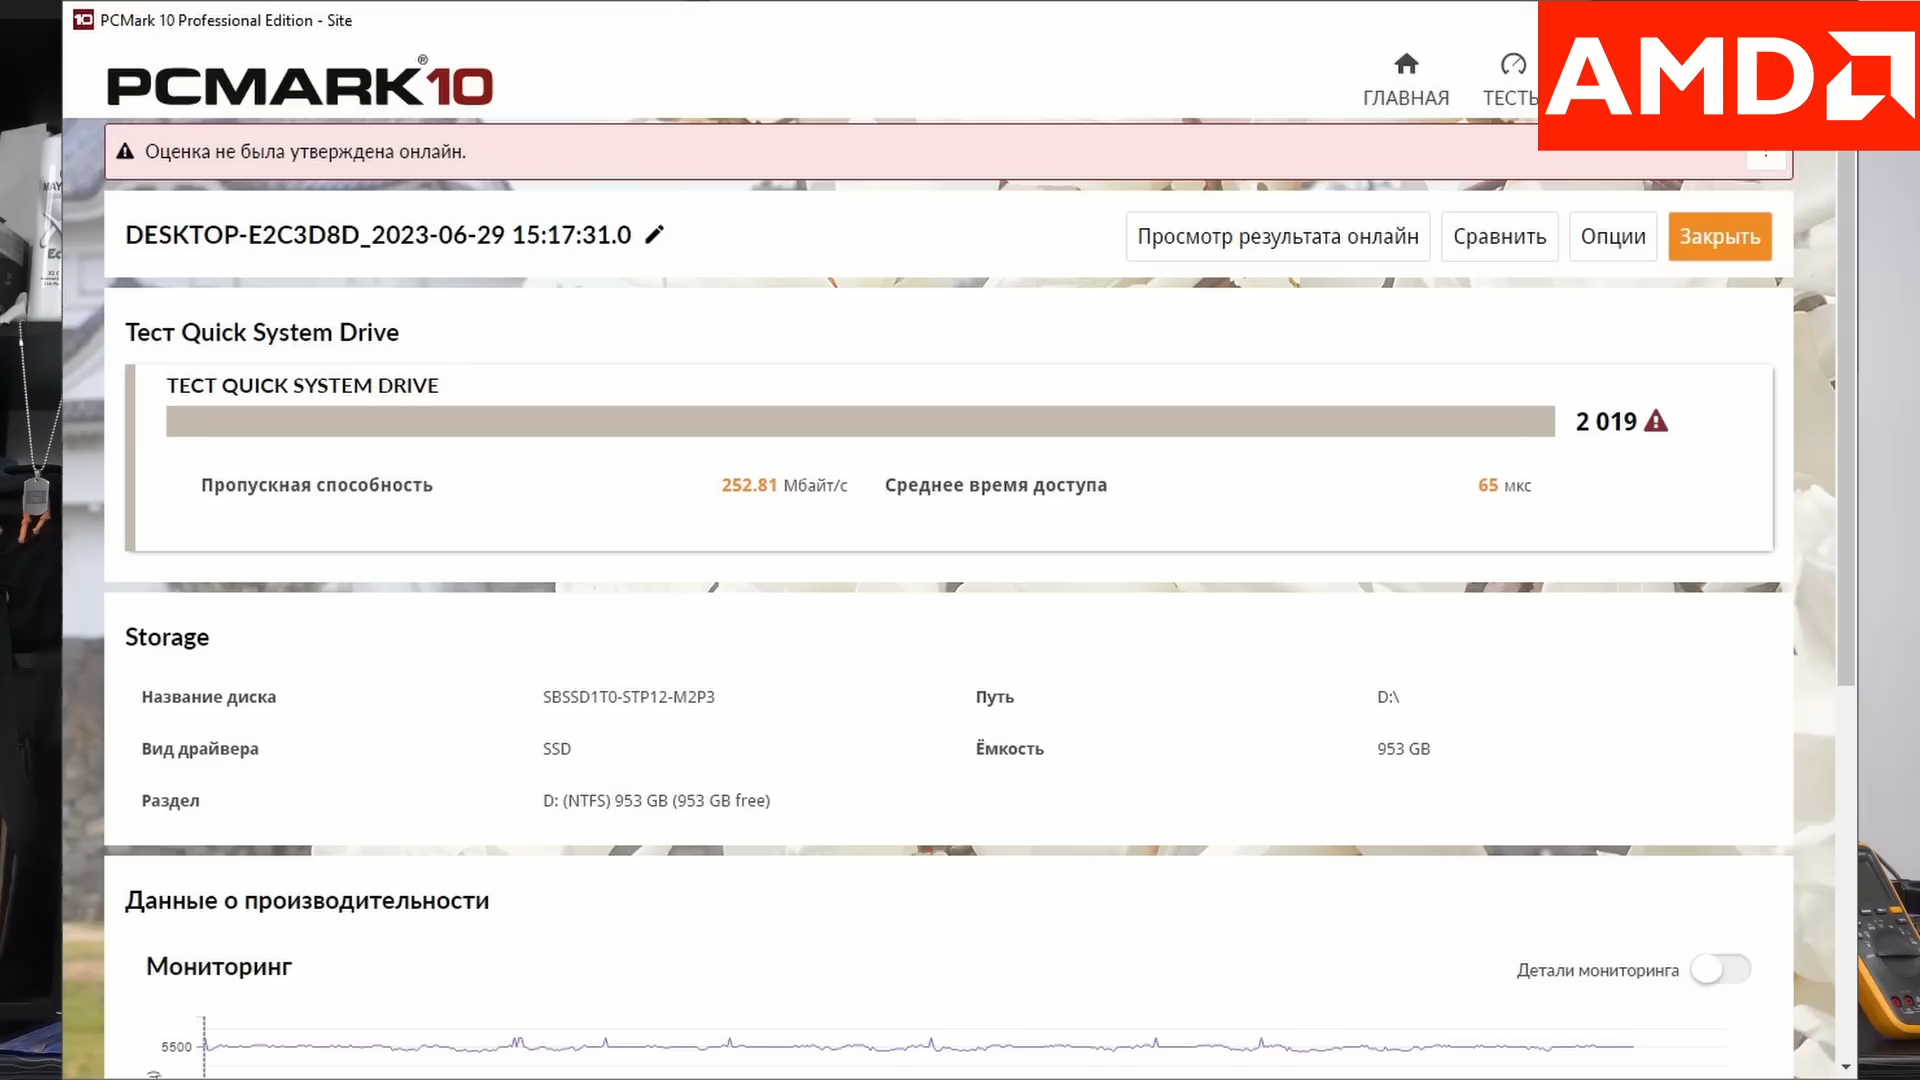 PCMark 10 Professional Edition - Site
PCMARK®10
ГЛАВНАЯ
ТЕСТЫ
AMD
Оценка не была утверждена онлайн.
DESKTOP-E2C3D8D_2023-06-29 15:17:31.0
Просмотр результата онлайн
Сравнить
Опции
Закрыть
Тест Quick System Drive
ТЕСТ QUICK SYSTEM DRIVE
2 019
Пропускная способность 252.81 Мбайт/с Среднее время доступа 65 мкс
Storage
Название диска SBSSD1T0-STP12-M2P3 Путь D:\
Вид драйвера SSD Ёмкость 953 GB
Раздел D: (NTFS) 953 GB (953 GB free)
Данные о производительности
Мониторинг
Детали мониторинга
5500